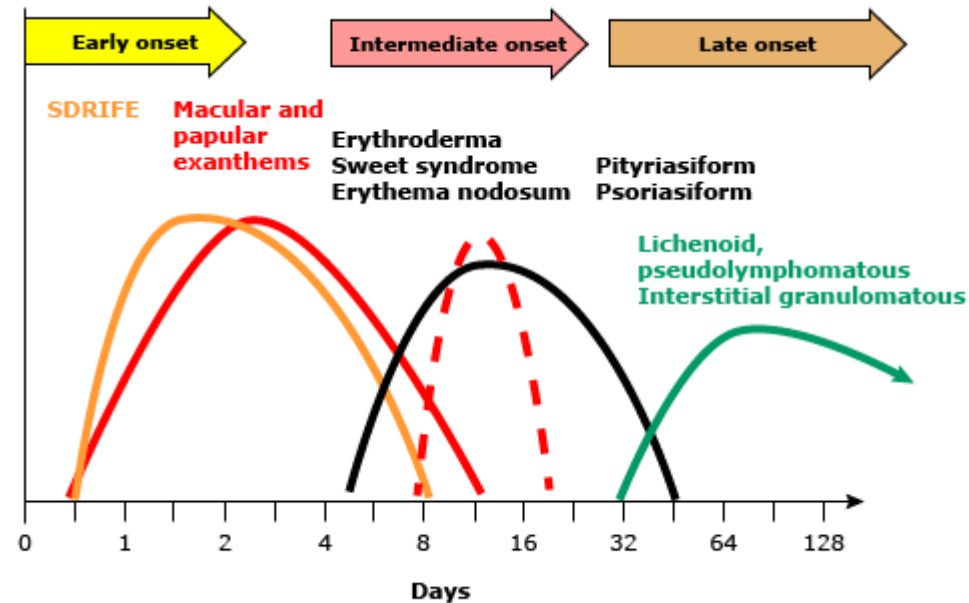 Early onset
Intermediate onset
Late onset
SDRIFE
Macular and
papular
exanthems
Erythroderma
Sweet syndrome
Erythema nodosum
Pityriasiform
Psoriasiform
Lichenoid,
pseudolymphomatous
Interstitial granulomatous
0 1 2 4 8 16 32 64 128
Days